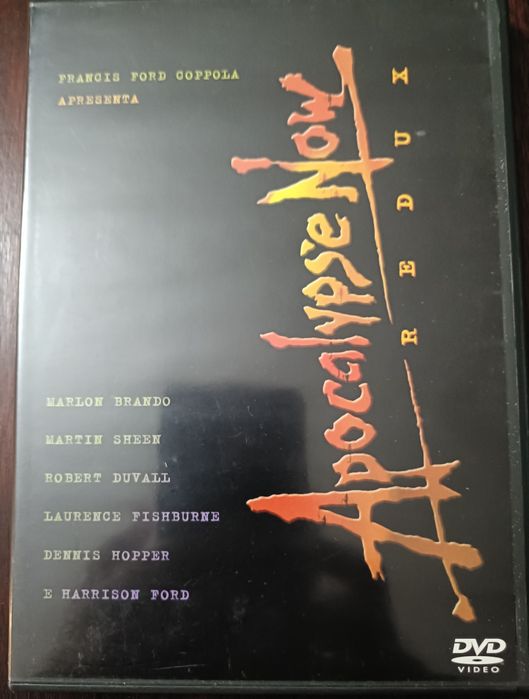 FRANCIS FORD COPPOLA
APRESENTA
Apocalypse Now
REDUX
MARLON BRANDO
MARTIN SHEEN
ROBERT DUVALL
LAURENCE FISHBURNE
DENNIS HOPPER
E HARRISON FORD
DVD
VIDEO